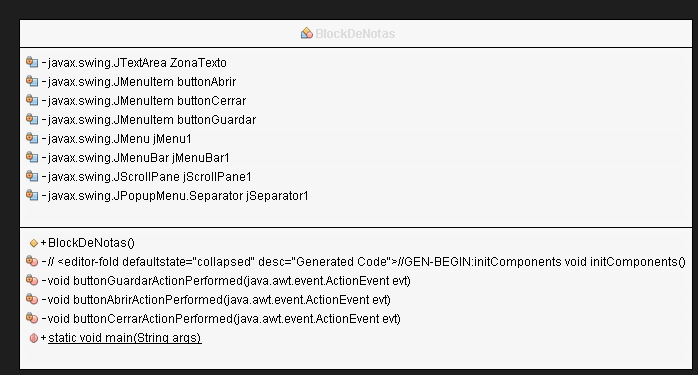 BlockDeNotas
-javax.swing.JTextArea ZonaTexto
-javax.swing.JMenuItem buttonAbrir
-javax.swing.JMenuItem buttonCerrar
-javax.swing.JMenuItem buttonGuardar
-javax.swing.JMenu jMenu1
-javax.swing.JMenuBar jMenuBar1
-javax.swing.JScrollPane jScrollPane1
-javax.swing.JPopupMenu.Separator jSeparator1
+BlockDeNotas()
-// <editor-fold defaultstate="collapsed" desc="Generated Code">//GEN-BEGIN:initComponents void initComponents()
-void buttonGuardarActionPerformed(java.awt.event.ActionEvent evt)
-void buttonAbrirActionPerformed(java.awt.event.ActionEvent evt)
-void buttonCerrarActionPerformed(java.awt.event.ActionEvent evt)
+static void main(String args)